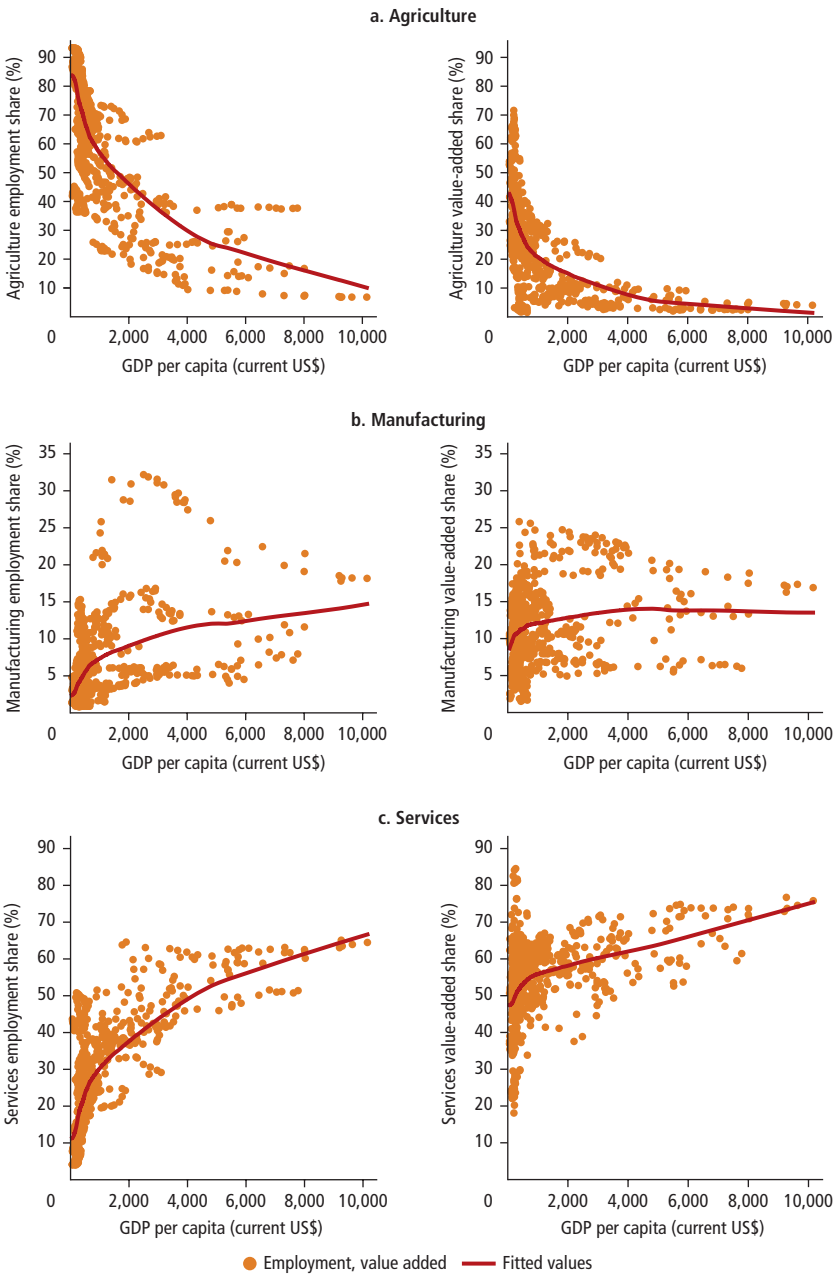 a. Agriculture
Agriculture employment share (%)
90
80
70
60
50
40
30
20
10
0 2,000 4,000 6,000 8,000 10,000
GDP per capita (current US$)
Agriculture value-added share (%)
90
80
70
60
50
40
30
20
10
0 2,000 4,000 6,000 8,000 10,000
GDP per capita (current US$)
b. Manufacturing
Manufacturing employment share (%)
35
30
25
20
15
10
5
0 2,000 4,000 6,000 8,000 10,000
GDP per capita (current US$)
Manufacturing value-added share (%)
35
30
25
20
15
10
5
0 2,000 4,000 6,000 8,000 10,000
GDP per capita (current US$)
c. Services
Services employment share (%)
90
80
70
60
50
40
30
20
10
0 2,000 4,000 6,000 8,000 10,000
GDP per capita (current US$)
Services value-added share (%)
90
80
70
60
50
40
30
20
10
0 2,000 4,000 6,000 8,000 10,000
GDP per capita (current US$)
Employment, value added Fitted values